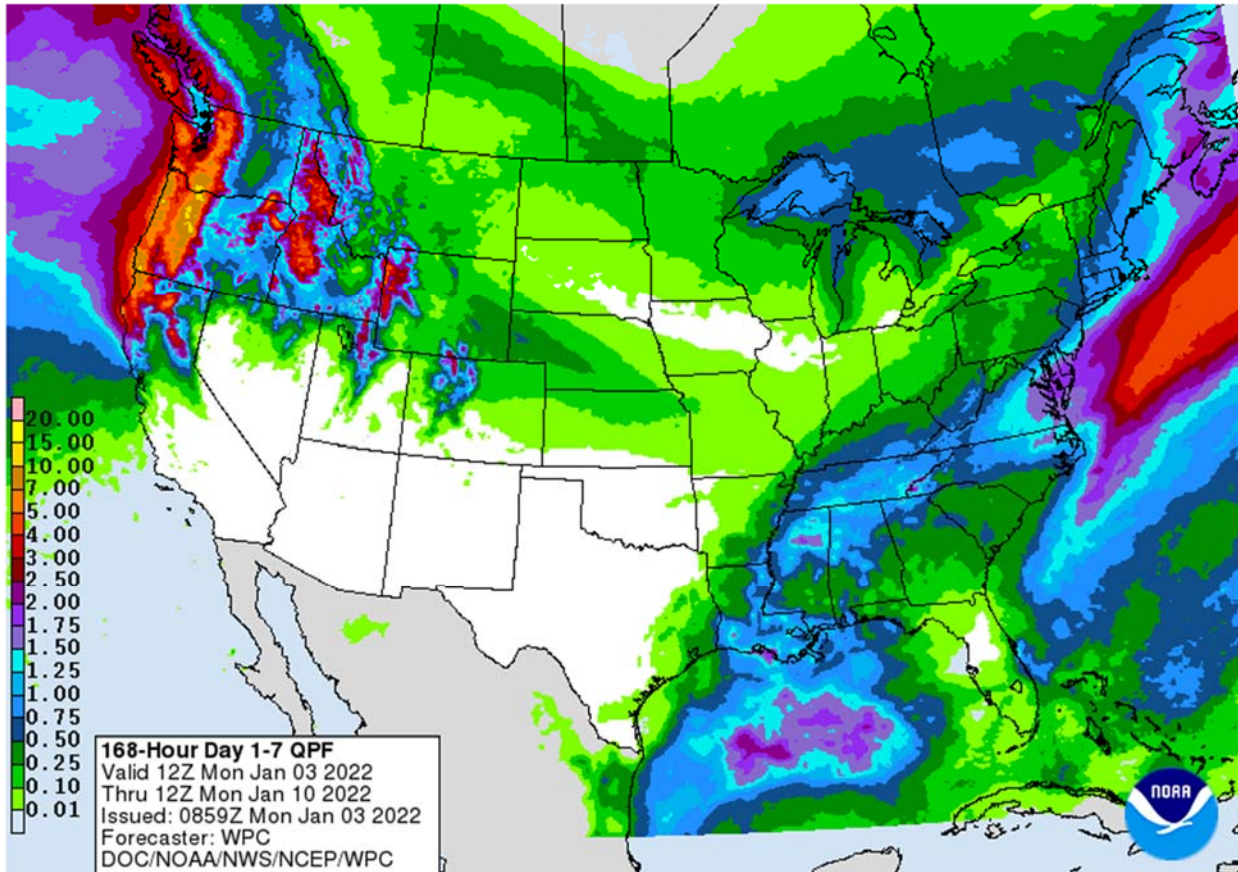 20.00
15.00
10.00
7.00
5.00
4.00
3.00
2.50
2.00
1.75
1.50
1.25
1.00
0.75
0.50
0.25
0.10
0.01
168-Hour Day 1-7 QPF
Valid 12Z Mon Jan 03 2022
Thru 12Z Mon Jan 10 2022
Issued: 0859Z Mon Jan 03 2022
Forecaster: WPC
DOC/NOAA/NWS/NCEP/WPC
NOAA